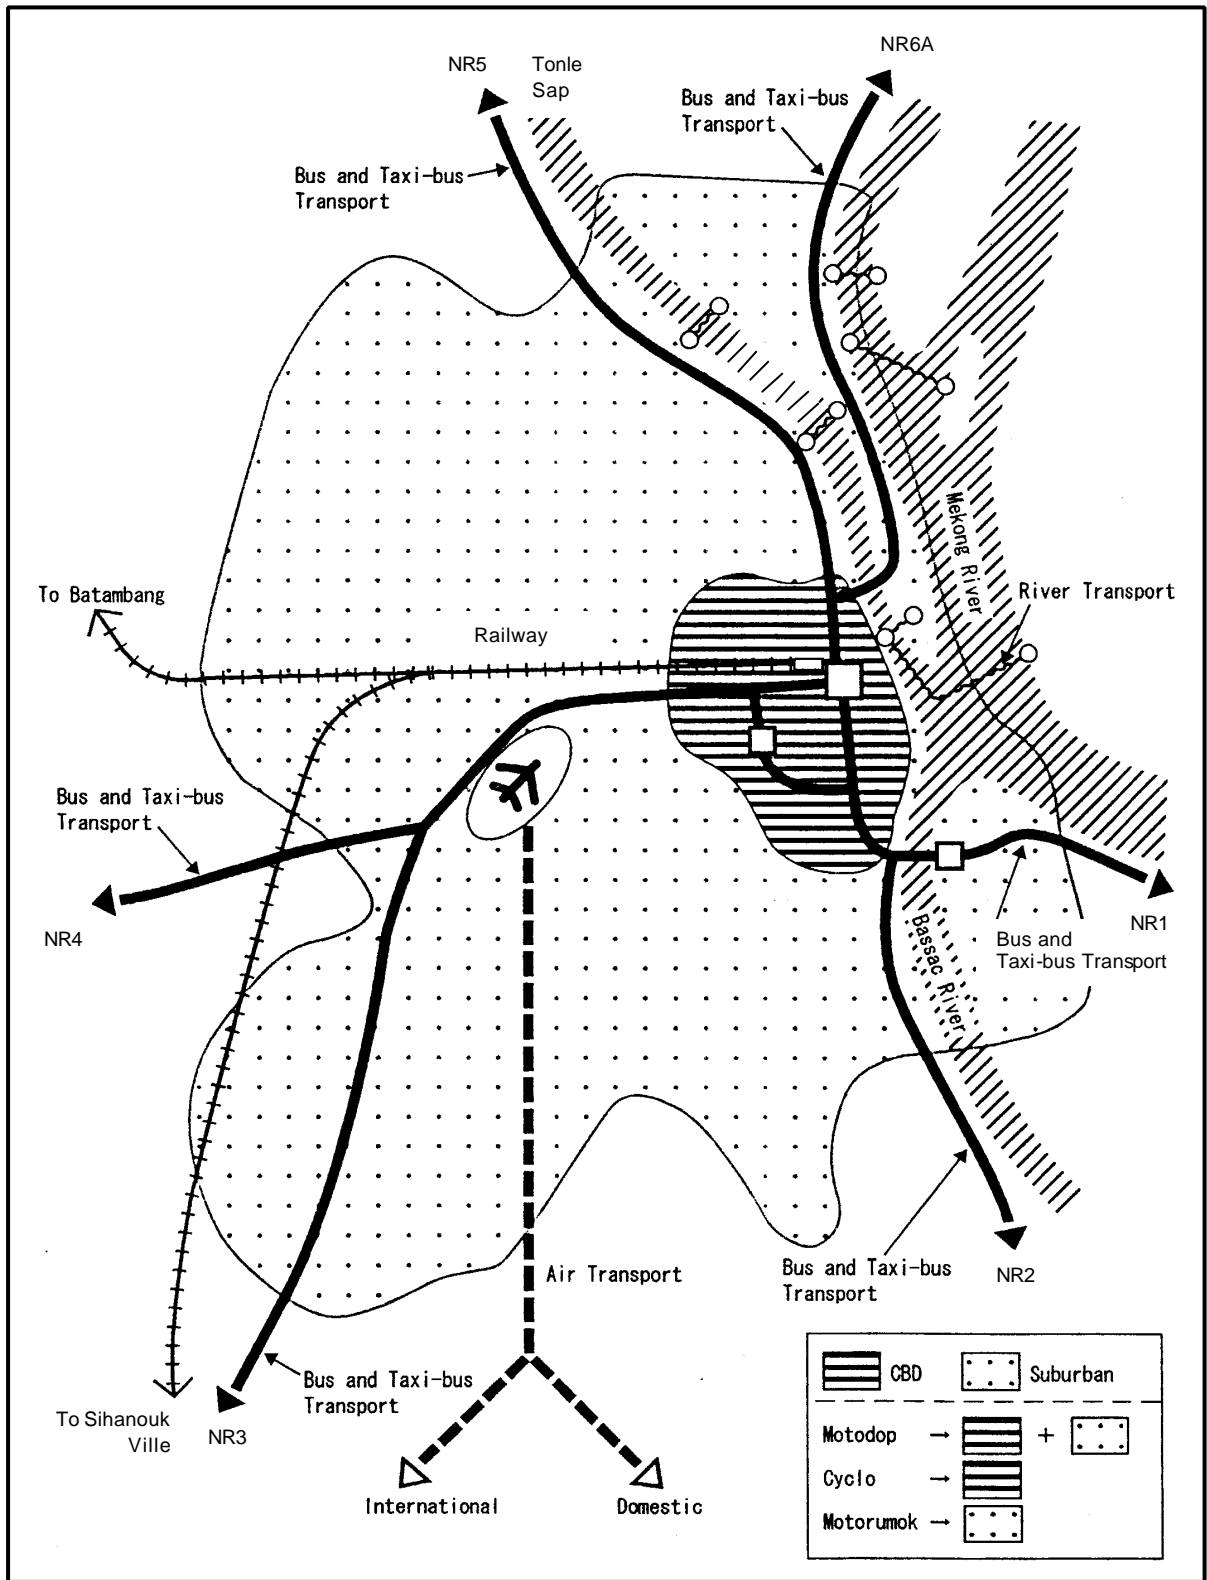 NR5
Tonle
Sap
NR6A
Bus and Taxi-bus
Transport
Bus and Taxi-bus
Transport
Mekong River
To Batambang
River Transport
Railway
Bus and Taxi-bus
Transport
NR4
NR1
Bus and
Taxi-bus Transport
Bassac River
Bus and Taxi-bus
Transport
NR2
Air Transport
Bus and Taxi-bus
Transport
To Sihanouk
Ville
NR3
International
Domestic
CBD
Suburban
Motodop → +
Cyclo →
Motorumok →